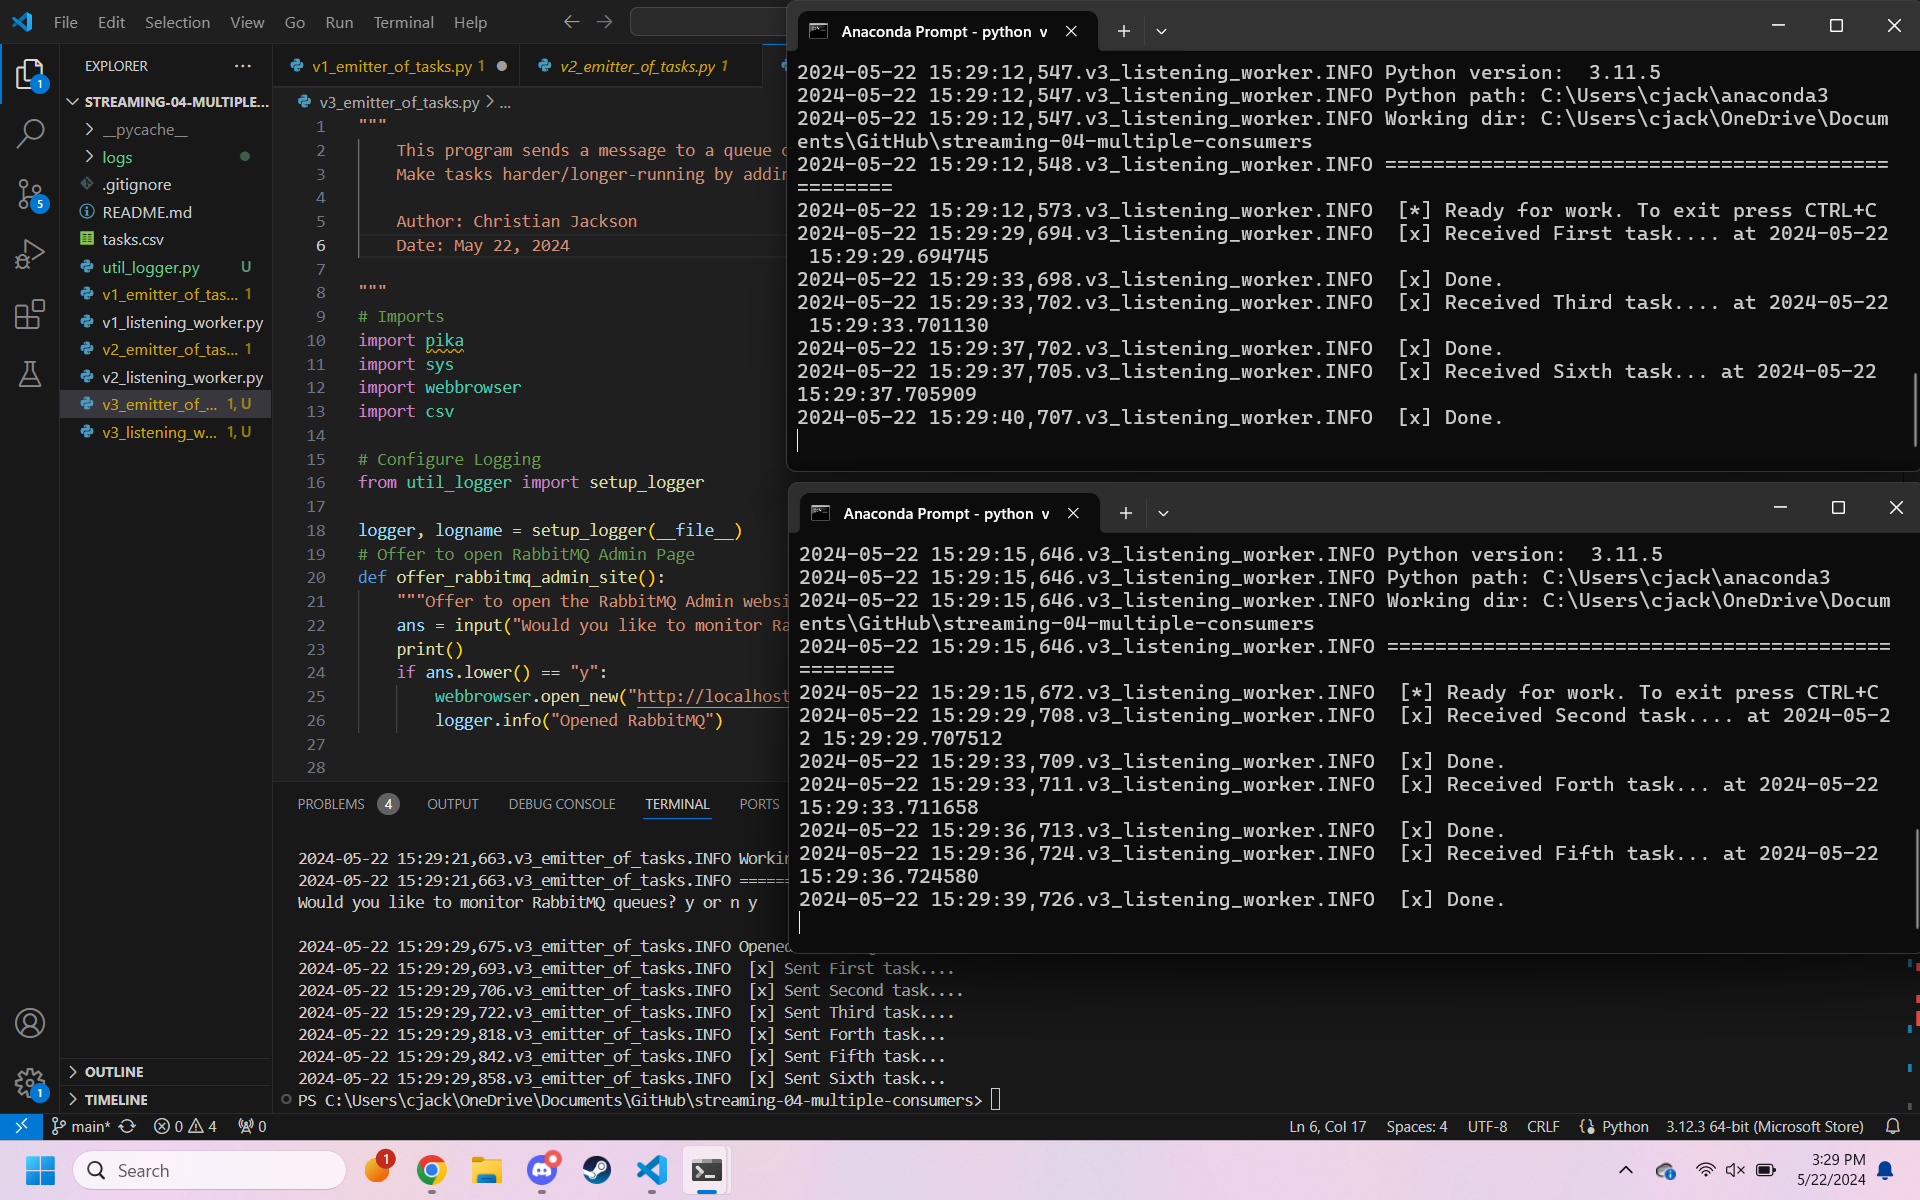 File Edit Selection View Go Run Terminal Help
EXPLORER
STREAMING-04-MULTIPLE...
__pycache__
logs
.gitignore
README.md
tasks.csv
util_logger.py U
v1_emitter_of_tas... 1
v1_listening_worker.py
v2_emitter_of_tas... 1
v2_listening_worker.py
v3_emitter_of_... 1, U
v3_listening_w... 1, U
OUTLINE
TIMELINE
1
5
1
v1_emitter_of_tasks.py 1
v2_emitter_of_tasks.py 1
v3_emitter_of_tasks.py > ...
1 """
2 This program sends a message to a queue
3 Make tasks harder/longer-running by addin
4
5 Author: Christian Jackson
6 Date: May 22, 2024
7
8 """
9 # Imports
10 import pika
11 import sys
12 import webbrowser
13 import csv
14
15 # Configure Logging
16 from util_logger import setup_logger
17
18 logger, logname = setup_logger(__file__)
19 # Offer to open RabbitMQ Admin Page
20 def offer_rabbitmq_admin_site():
21 """Offer to open the RabbitMQ Admin websi
22 ans = input("Would you like to monitor Ra
23 print()
24 if ans.lower() == "y":
25 webbrowser.open_new("http://localhost
26 logger.info("Opened RabbitMQ")
27
28
PROBLEMS 4 OUTPUT DEBUG CONSOLE TERMINAL PORTS
2024-05-22 15:29:21,663.v3_emitter_of_tasks.INFO Workin
2024-05-22 15:29:21,663.v3_emitter_of_tasks.INFO ======
Would you like to monitor RabbitMQ queues? y or n y
2024-05-22 15:29:29,675.v3_emitter_of_tasks.INFO Opened
2024-05-22 15:29:29,693.v3_emitter_of_tasks.INFO [x] Sent First task....
2024-05-22 15:29:29,706.v3_emitter_of_tasks.INFO [x] Sent Second task....
2024-05-22 15:29:29,722.v3_emitter_of_tasks.INFO [x] Sent Third task....
2024-05-22 15:29:29,818.v3_emitter_of_tasks.INFO [x] Sent Forth task...
2024-05-22 15:29:29,842.v3_emitter_of_tasks.INFO [x] Sent Fifth task...
2024-05-22 15:29:29,858.v3_emitter_of_tasks.INFO [x] Sent Sixth task...
PS C:\Users\cjack\OneDrive\Documents\GitHub\streaming-04-multiple-consumers>
Anaconda Prompt - python v
2024-05-22 15:29:12,547.v3_listening_worker.INFO Python version: 3.11.5
2024-05-22 15:29:12,547.v3_listening_worker.INFO Python path: C:\Users\cjack\anaconda3
2024-05-22 15:29:12,547.v3_listening_worker.INFO Working dir: C:\Users\cjack\OneDrive\Docum
ents\GitHub\streaming-04-multiple-consumers
2024-05-22 15:29:12,548.v3_listening_worker.INFO ==========================================
========
2024-05-22 15:29:12,573.v3_listening_worker.INFO [*] Ready for work. To exit press CTRL+C
2024-05-22 15:29:29,694.v3_listening_worker.INFO [x] Received First task.... at 2024-05-22
15:29:29.694745
2024-05-22 15:29:33,698.v3_listening_worker.INFO [x] Done.
2024-05-22 15:29:33,702.v3_listening_worker.INFO [x] Received Third task.... at 2024-05-22
15:29:33.701130
2024-05-22 15:29:37,702.v3_listening_worker.INFO [x] Done.
2024-05-22 15:29:37,705.v3_listening_worker.INFO [x] Received Sixth task... at 2024-05-22
15:29:37.705909
2024-05-22 15:29:40,707.v3_listening_worker.INFO [x] Done.
Anaconda Prompt - python v
2024-05-22 15:29:15,646.v3_listening_worker.INFO Python version: 3.11.5
2024-05-22 15:29:15,646.v3_listening_worker.INFO Python path: C:\Users\cjack\anaconda3
2024-05-22 15:29:15,646.v3_listening_worker.INFO Working dir: C:\Users\cjack\OneDrive\Docum
ents\GitHub\streaming-04-multiple-consumers
2024-05-22 15:29:15,646.v3_listening_worker.INFO ==========================================
========
2024-05-22 15:29:15,672.v3_listening_worker.INFO [*] Ready for work. To exit press CTRL+C
2024-05-22 15:29:29,708.v3_listening_worker.INFO [x] Received Second task.... at 2024-05-2
2 15:29:29.707512
2024-05-22 15:29:33,709.v3_listening_worker.INFO [x] Done.
2024-05-22 15:29:33,711.v3_listening_worker.INFO [x] Received Forth task... at 2024-05-22
15:29:33.711658
2024-05-22 15:29:36,713.v3_listening_worker.INFO [x] Done.
2024-05-22 15:29:36,724.v3_listening_worker.INFO [x] Received Fifth task... at 2024-05-22
15:29:36.724580
2024-05-22 15:29:39,726.v3_listening_worker.INFO [x] Done.
main* 0 4 0 Ln 6, Col 17 Spaces: 4 UTF-8 CRLF Python 3.12.3 64-bit (Microsoft Store)
Search 1
3:29 PM
5/22/2024